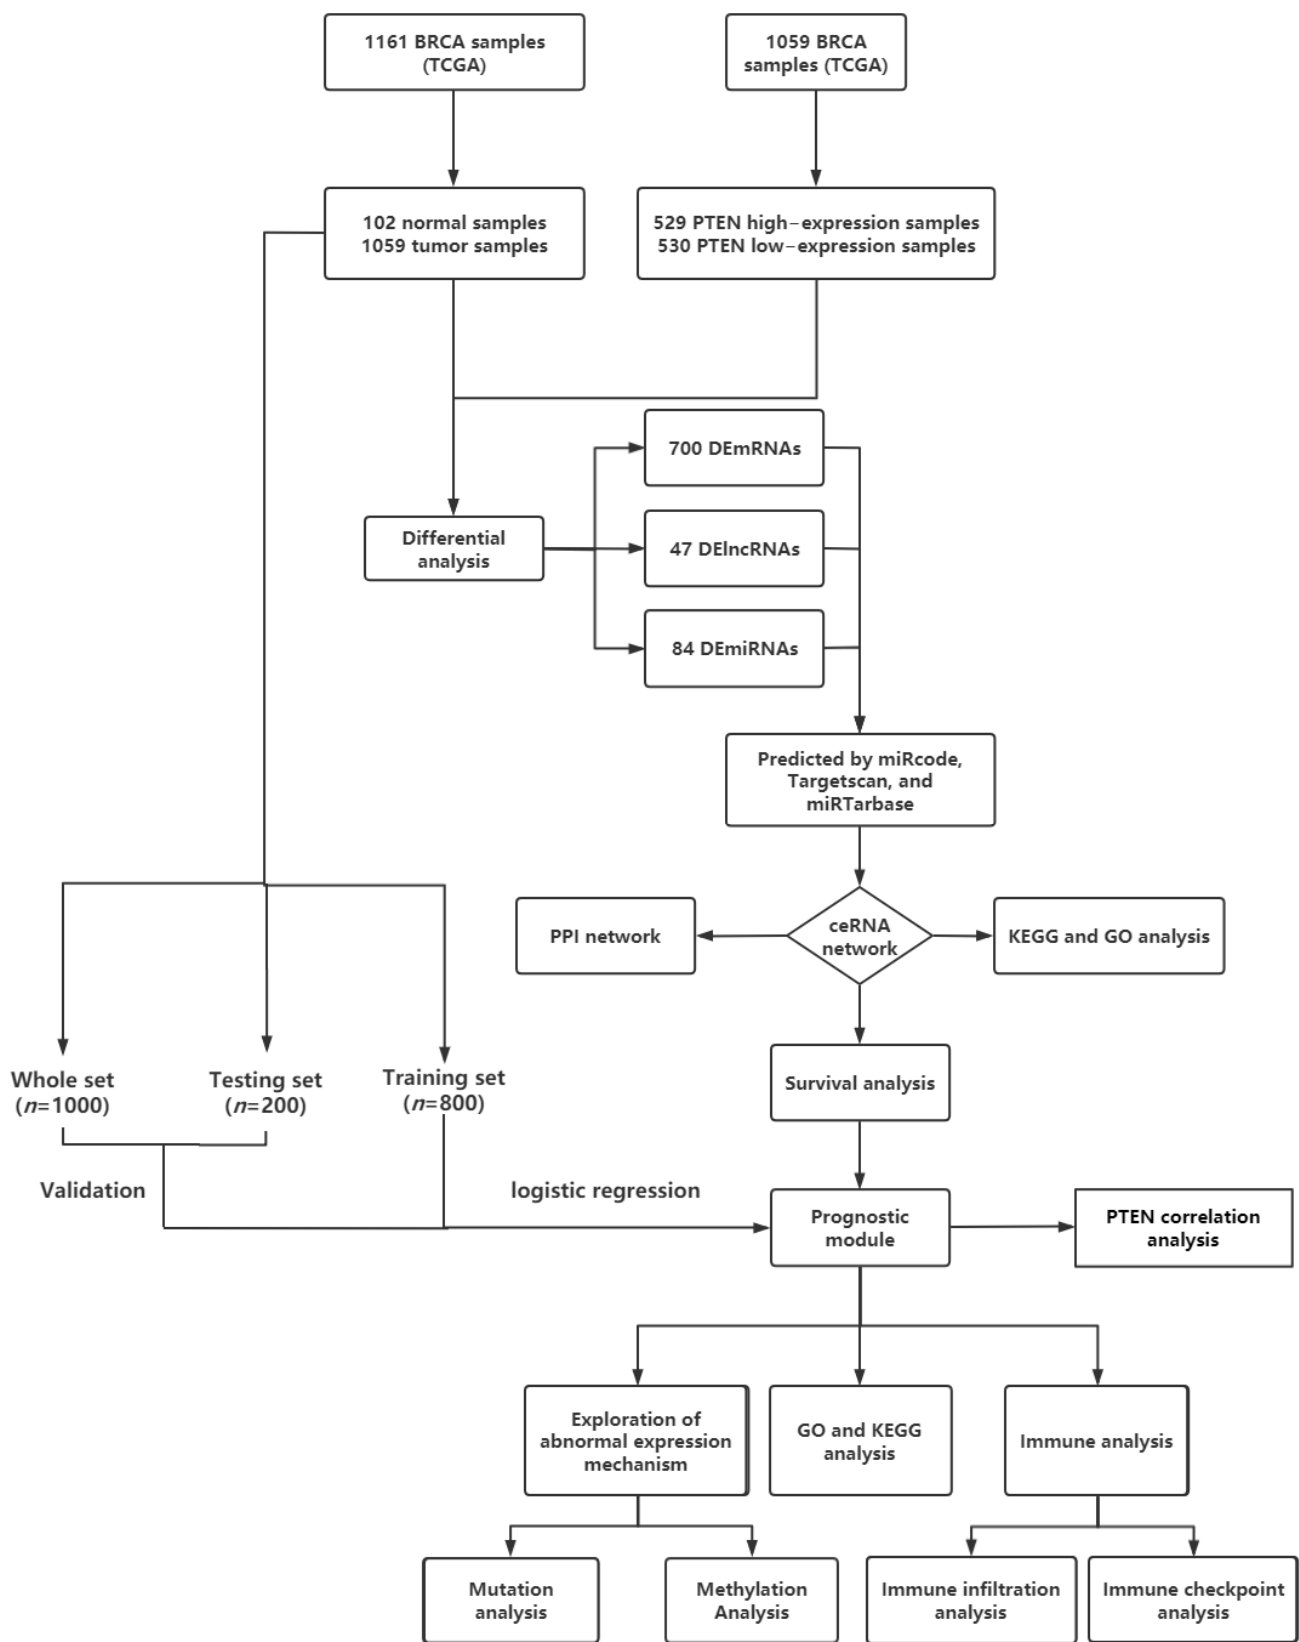 1161 BRCA samples
(TCGA)
1059 BRCA
samples (TCGA)
102 normal samples
1059 tumor samples
529 PTEN high−expression samples
530 PTEN low−expression samples
700 DEmRNAs
Differential
analysis
47 DElncRNAs
84 DEmiRNAs
Predicted by miRcode,
Targetscan, and
miRTarbase
PPI network
ceRNA
network
KEGG and GO analysis
Whole set
(n=1000)
Testing set
(n=200)
Training set
(n=800)
Survival analysis
Validation
logistic regression
Prognostic
module
PTEN correlation
analysis
Exploration of
abnormal expression
mechanism
GO and KEGG
analysis
Immune analysis
Mutation
analysis
Methylation
Analysis
Immune infiltration
analysis
Immune checkpoint
analysis